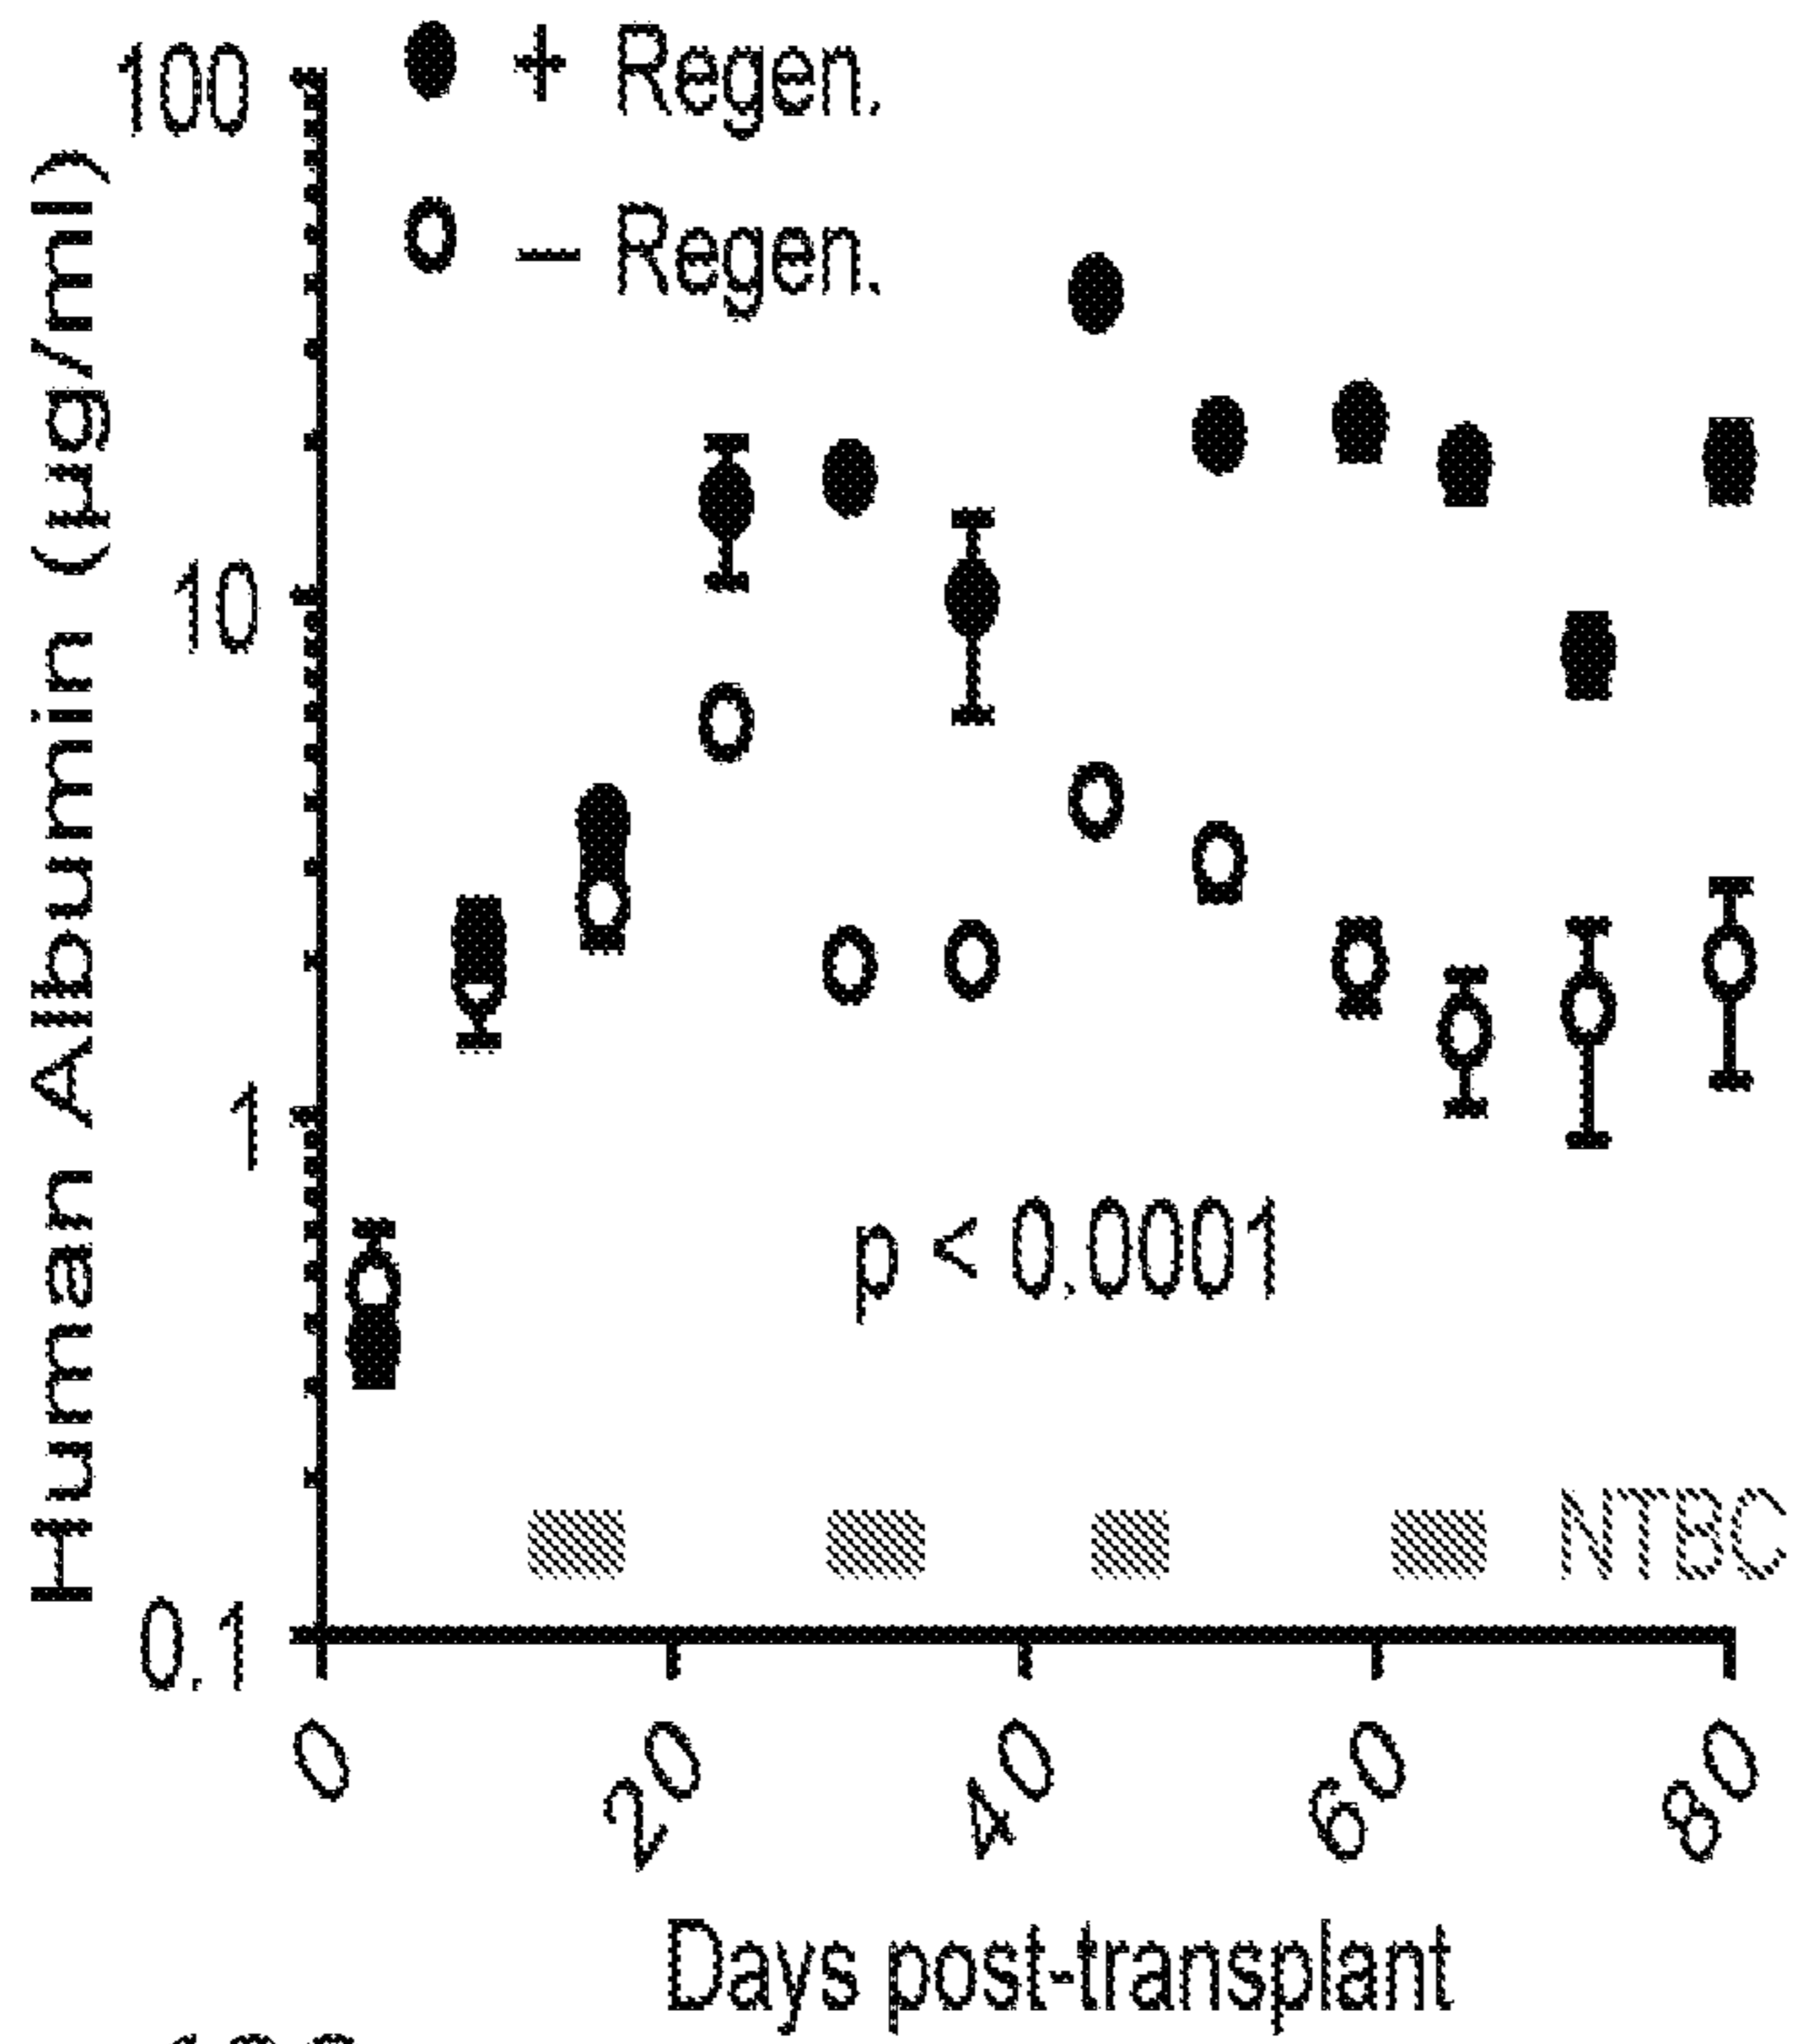 Human Albumin (µg/ml)
100
10
1
0.1
+ Regen.
– Regen.
p < 0.0001
NTBC
0
20
40
60
80
Days post-transplant